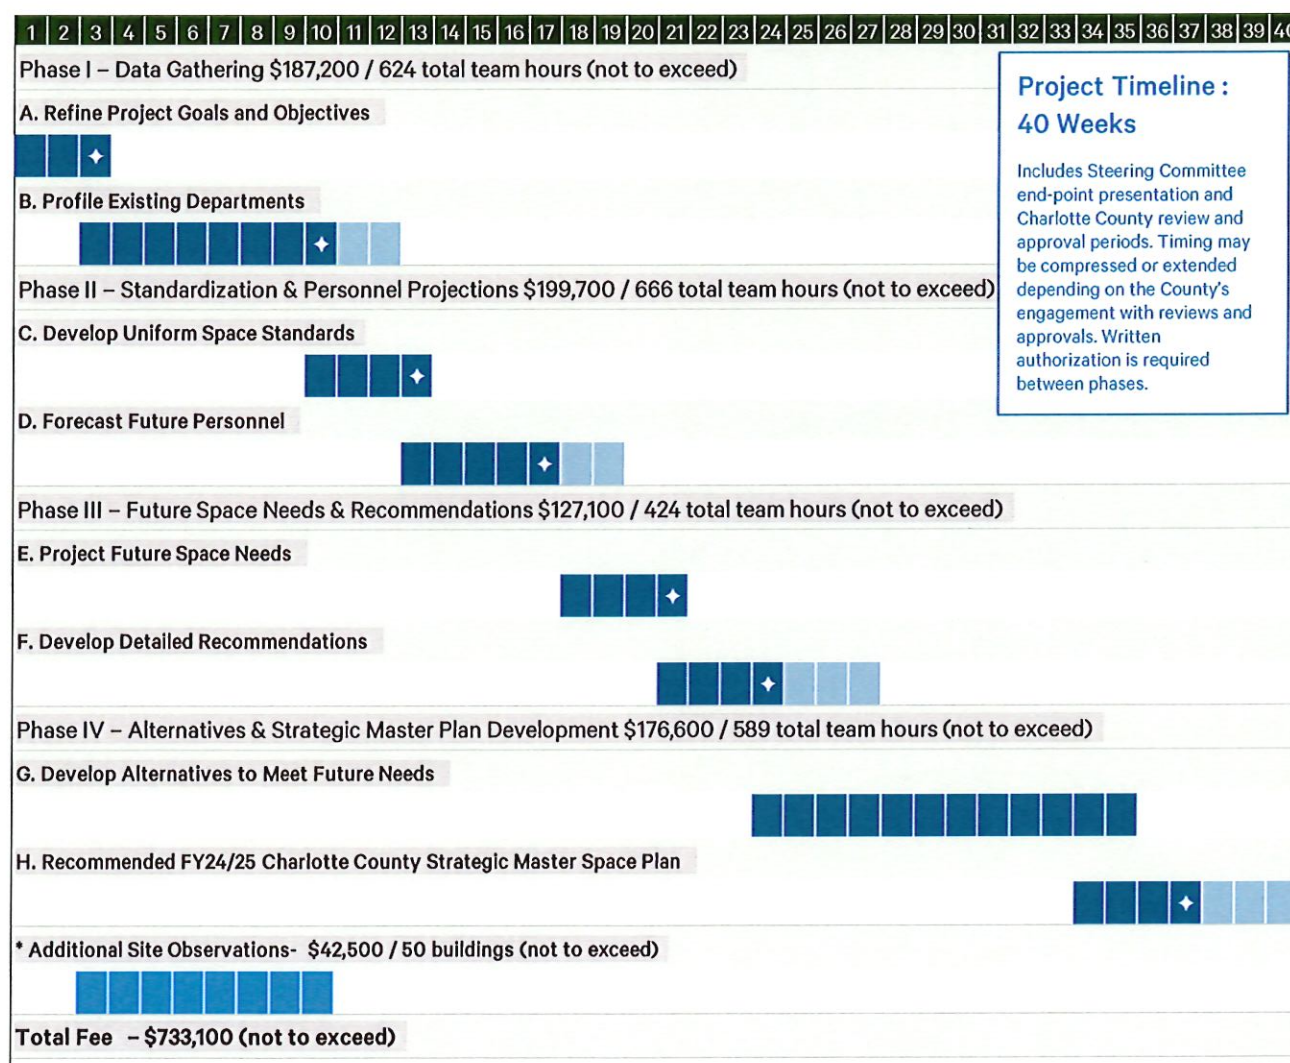 1 2 3 4 5 6 7 8 9 10 11 12 13 14 15 16 17 18 19 20 21 22 23 24 25 26 27 28 29 30 31 32 33 34 35 36 37 38 39 40
Phase I – Data Gathering $187,200 / 624 total team hours (not to exceed)
A. Refine Project Goals and Objectives
B. Profile Existing Departments
Phase II – Standardization & Personnel Projections $199,700 / 666 total team hours (not to exceed)
C. Develop Uniform Space Standards
D. Forecast Future Personnel
Phase III – Future Space Needs & Recommendations $127,100 / 424 total team hours (not to exceed)
E. Project Future Space Needs
F. Develop Detailed Recommendations
Phase IV – Alternatives & Strategic Master Plan Development $176,600 / 589 total team hours (not to exceed)
G. Develop Alternatives to Meet Future Needs
H. Recommended FY24/25 Charlotte County Strategic Master Space Plan
* Additional Site Observations- $42,500 / 50 buildings (not to exceed)
Total Fee – $733,100 (not to exceed)
Project Timeline :
40 Weeks
Includes Steering Committee
end-point presentation and
Charlotte County review and
approval periods. Timing may
be compressed or extended
depending on the County's
engagement with reviews and
approvals. Written
authorization is required
between phases.